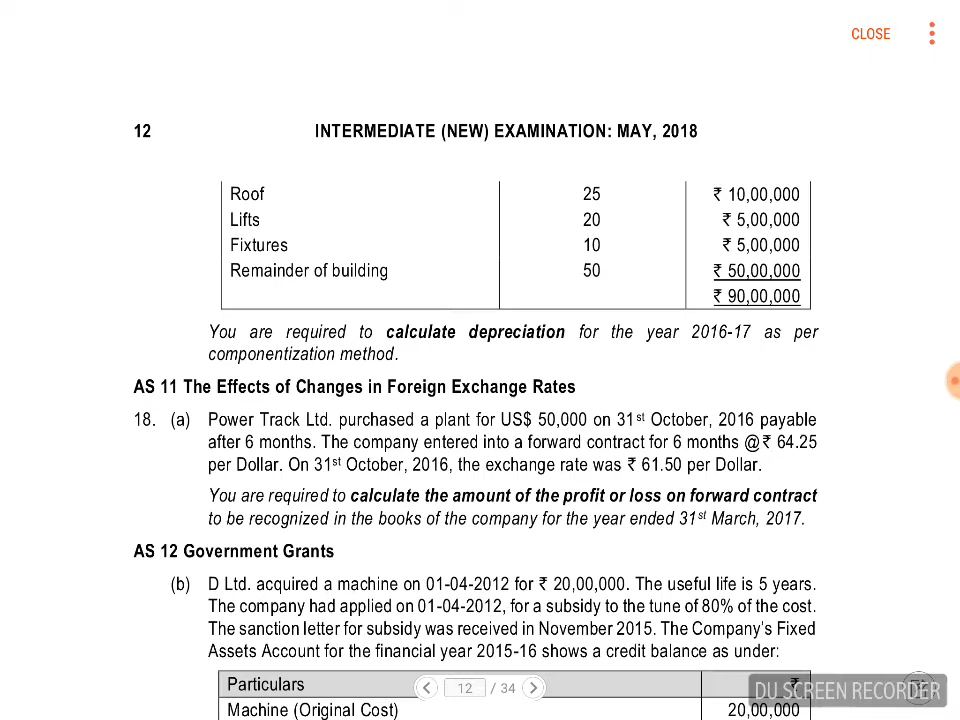 CLOSE
12 INTERMEDIATE (NEW) EXAMINATION: MAY, 2018
Roof 25 ₹ 10,00,000
Lifts 20 ₹ 5,00,000
Fixtures 10 ₹ 5,00,000
Remainder of building 50 ₹ 50,00,000
₹ 90,00,000
You are required to calculate depreciation for the year 2016-17 as per
componentization method.
AS 11 The Effects of Changes in Foreign Exchange Rates
18. (a) Power Track Ltd. purchased a plant for US$ 50,000 on 31st October, 2016 payable
after 6 months. The company entered into a forward contract for 6 months @₹ 64.25
per Dollar. On 31st October, 2016, the exchange rate was ₹ 61.50 per Dollar.
You are required to calculate the amount of the profit or loss on forward contract
to be recognized in the books of the company for the year ended 31st March, 2017.
AS 12 Government Grants
(b) D Ltd. acquired a machine on 01-04-2012 for ₹ 20,00,000. The useful life is 5 years.
The company had applied on 01-04-2012, for a subsidy to the tune of 80% of the cost.
The sanction letter for subsidy was received in November 2015. The Company's Fixed
Assets Account for the financial year 2015-16 shows a credit balance as under:
Particulars ₹
12 / 34
DU SCREEN RECORDER
Machine (Original Cost) 20,00,000